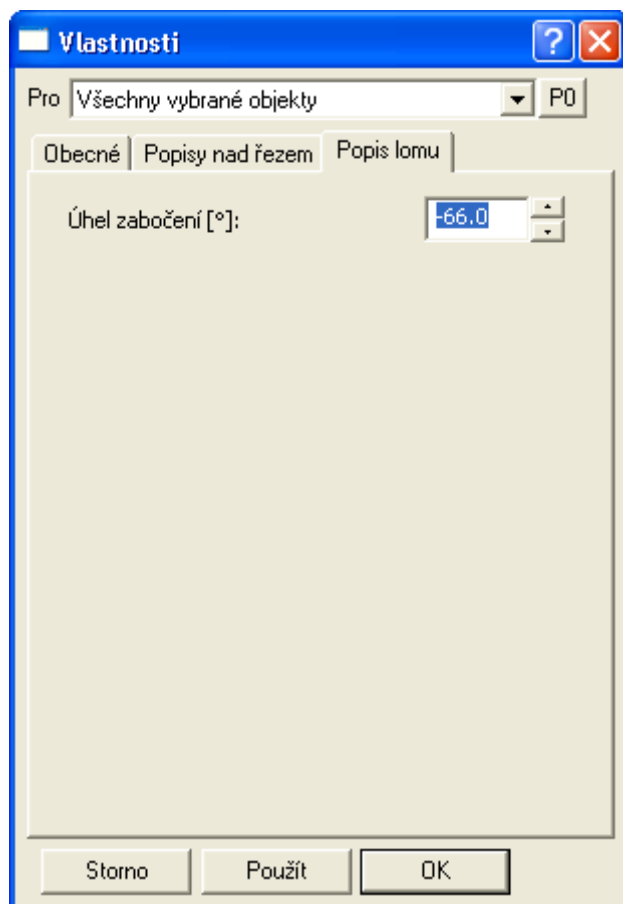 Vlastnosti
Pro Všechny vybrané objekty P0
Obecné Popisy nad řezem Popis lomu
Úhel zabočení [°]: -66.0
Storno Použít OK